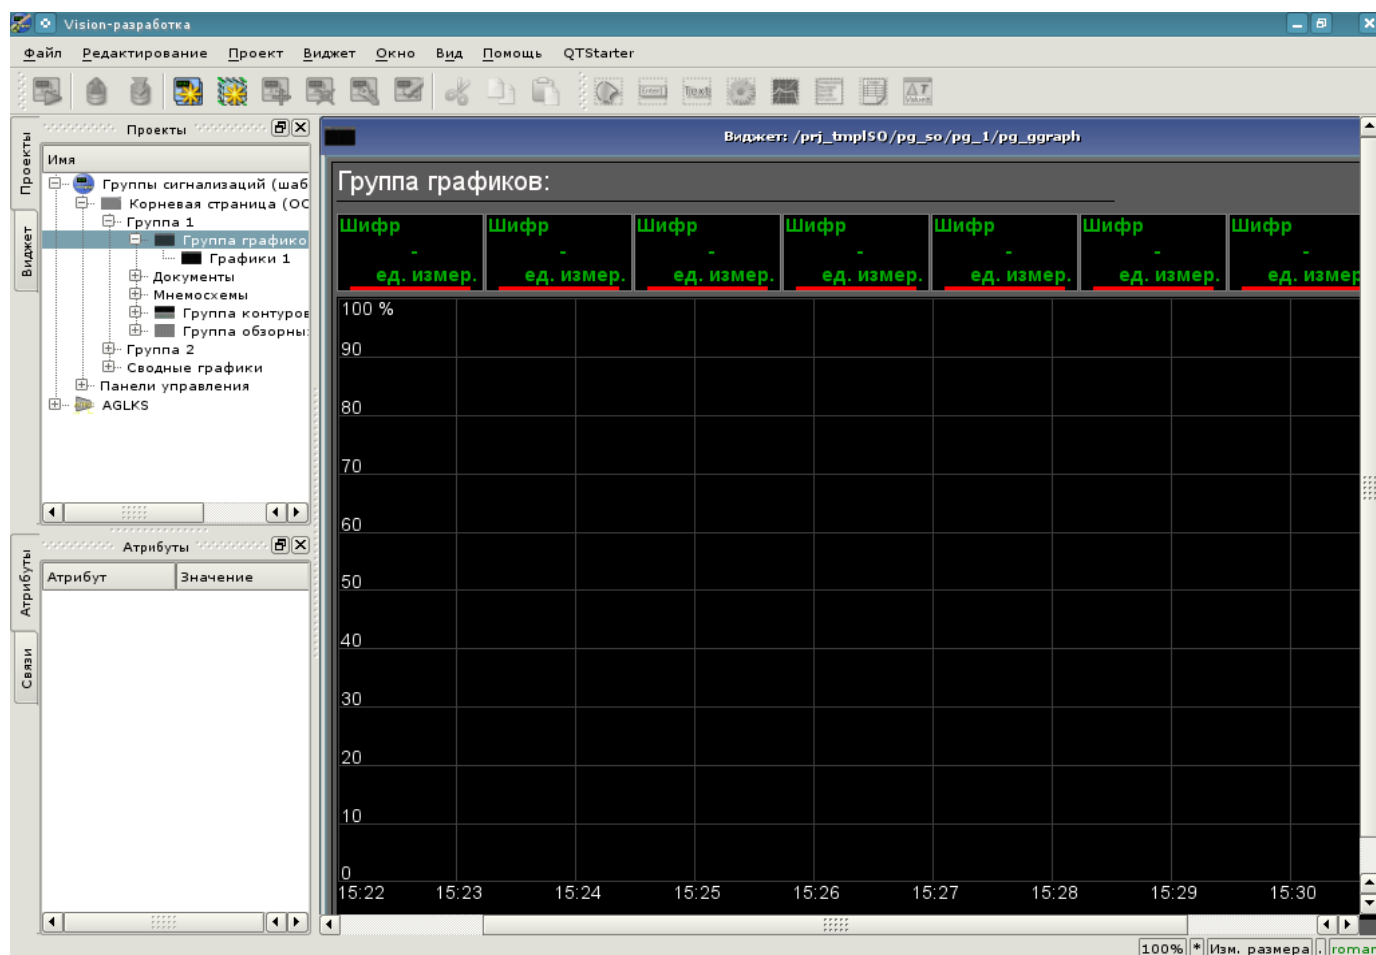 Vision-разработка
Файл Редактирование Проект Виджет Окно Вид Помощь QTStarter
Проекты
Виджет
Проекты
Имя
Группы сигнализаций (шаб
Корневая страница (ОС
Группа 1
Группа графико
Графики 1
Документы
Мнемосхемы
Группа контуров
Группа обзорны
Группа 2
Сводные графики
Панели управления
AGLKS
Атрибуты
Связи
Атрибуты
Атрибут Значение
Виджет: /prj_tmplSO/pg_so/pg_1/pg_ggraph
Группа графиков:
Шифр Шифр Шифр Шифр Шифр Шифр Шифр
- - - - - - -
ед. измер. ед. измер. ед. измер. ед. измер. ед. измер. ед. измер. ед. измер
100 %
90
80
70
60
50
40
30
20
10
0
15:22 15:23 15:24 15:25 15:26 15:27 15:28 15:29 15:30
100% * Изм. размера . roman